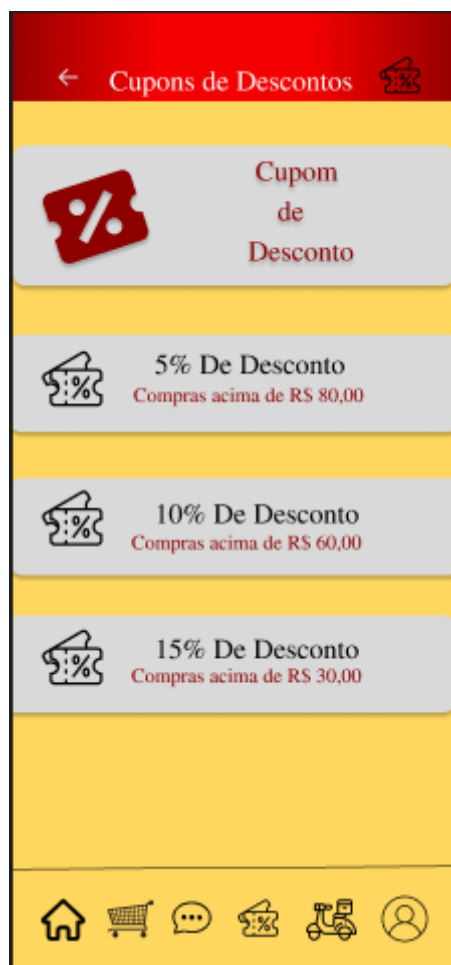 Cupons de Descontos
Cupom
de
Desconto
5% De Desconto
Compras acima de R$ 80,00
10% De Desconto
Compras acima de R$ 60,00
15% De Desconto
Compras acima de R$ 30,00